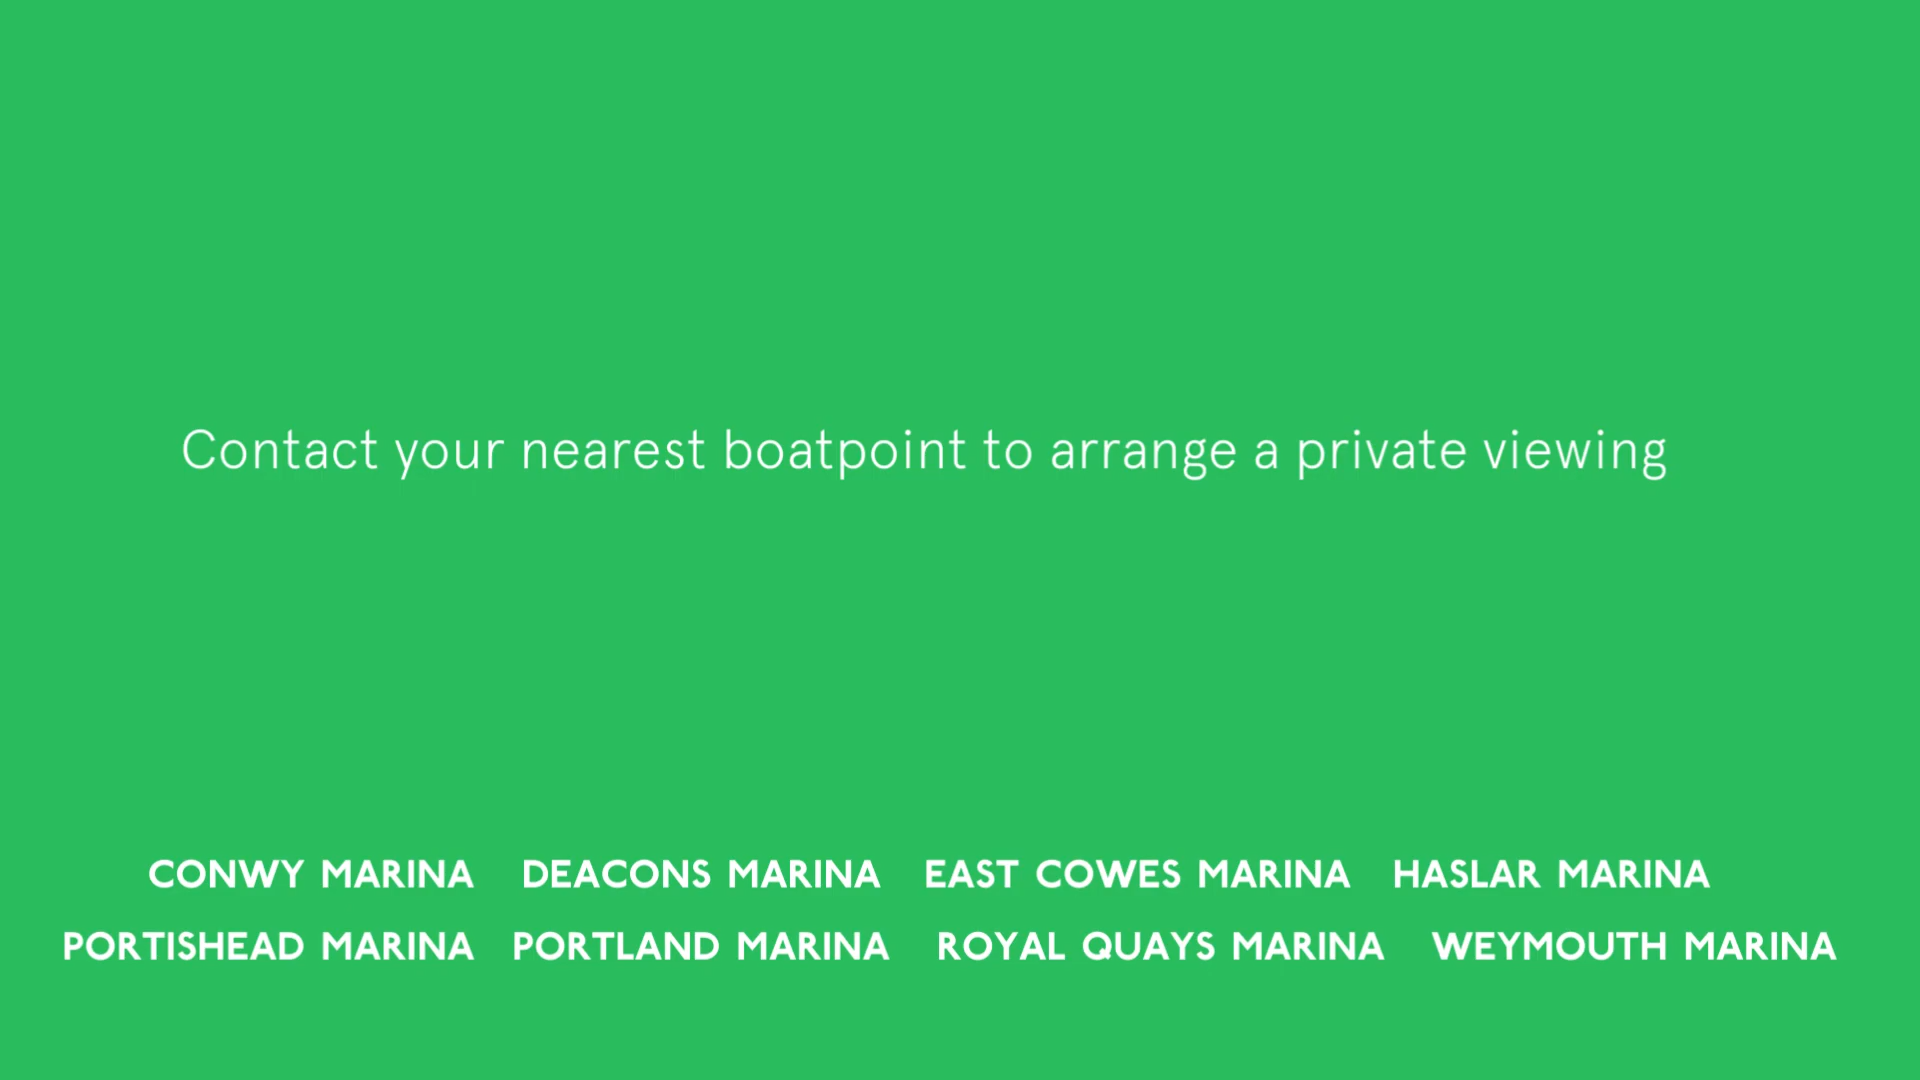 Contact your nearest boatpoint to arrange a private viewing
CONWY MARINA DEACONS MARINA EAST COWES MARINA HASLAR MARINA
PORTISHEAD MARINA PORTLAND MARINA ROYAL QUAYS MARINA WEYMOUTH MARINA